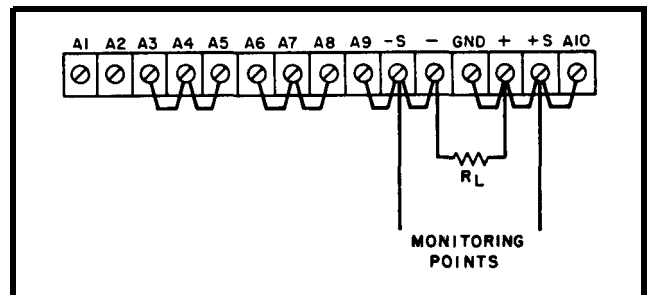 A1 A2 A3 A4 A5 A6 A7 A8 A9 -S - GND + +S A10
RL
MONITORING
POINTS